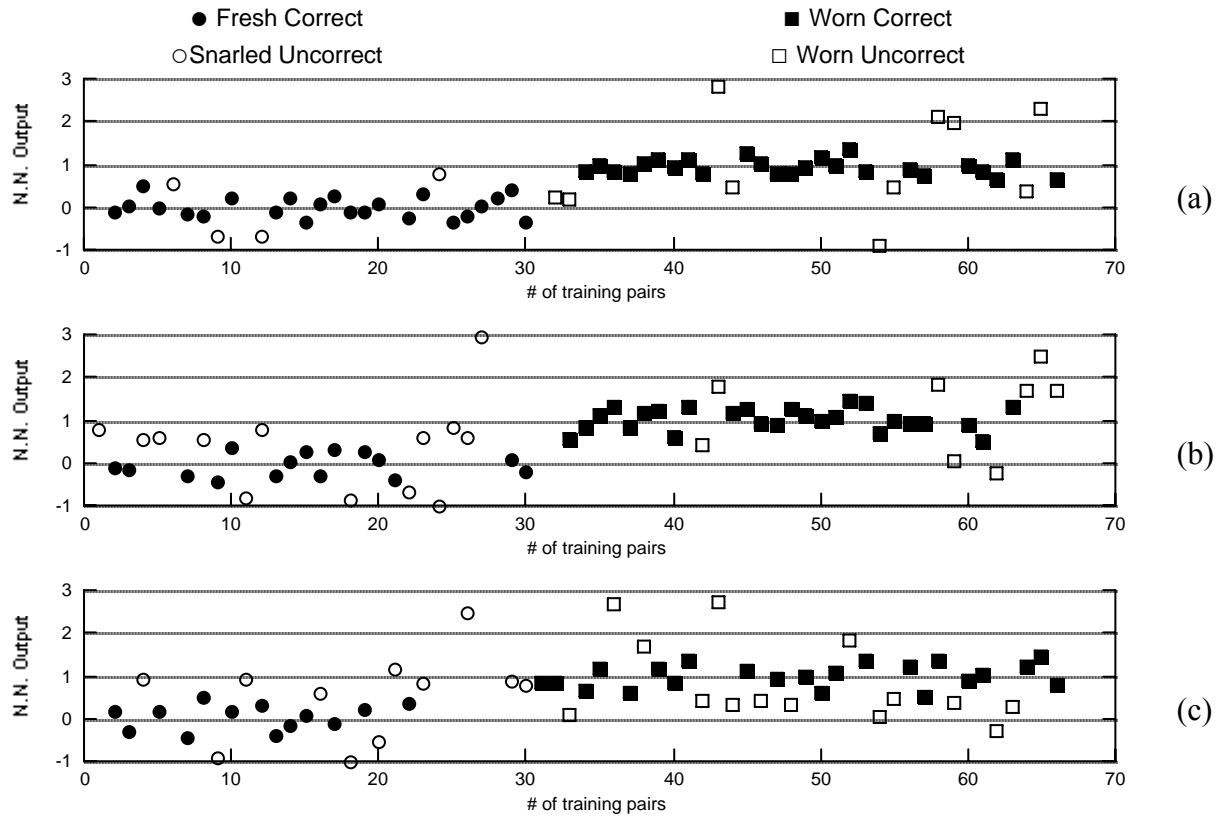 Fresh Correct Worn Correct
Snarled Uncorrect Worn Uncorrect
3
2
1
0
-1
N.N. Output
0 10 20 30 40 50 60 70
# of training pairs
(a)
3
2
1
0
-1
N.N. Output
0 10 20 30 40 50 60 70
# of training pairs
(b)
3
2
1
0
-1
N.N. Output
0 10 20 30 40 50 60 70
# of training pairs
(c)